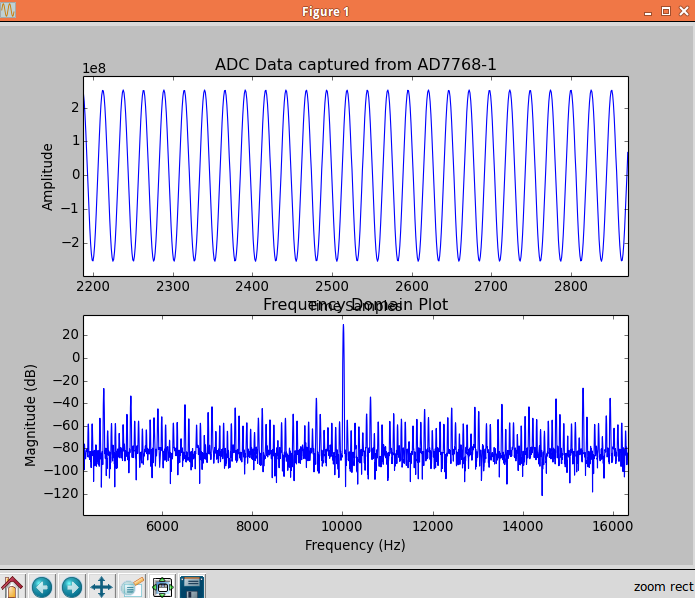 Figure 1
ADC Data captured from AD7768-1
1e8
2
1
0
−1
−2
Amplitude
2200 2300 2400 2500 2600 2700 2800
Time Samples
Frequency Domain Plot
20
0
−20
−40
−60
−80
−100
−120
Magnitude (dB)
6000 8000 10000 12000 14000 16000
Frequency (Hz)
zoom rect